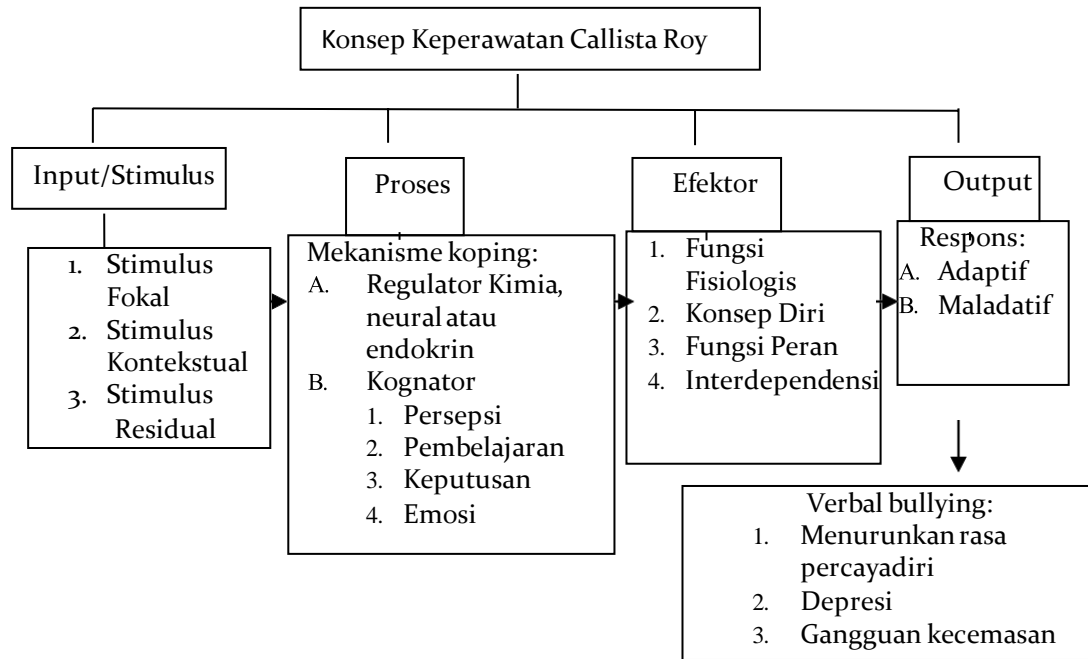 Konsep Keperawatan Callista Roy
Input/Stimulus
Proses
Efektor
Output
1. Stimulus
Fokal
2. Stimulus
Kontekstual
3. Stimulus
Residual
Mekanisme koping:
A. Regulator Kimia,
neural atau
endokrin
B. Kognator
1. Persepsi
2. Pembelajaran
3. Keputusan
4. Emosi
1. Fungsi
Fisiologis
2. Konsep Diri
3. Fungsi Peran
4. Interdependensi
Respons:
A. Adaptif
B. Maladatif
Verbal bullying:
1. Menurunkan rasa
percayadiri
2. Depresi
3. Gangguan kecemasan